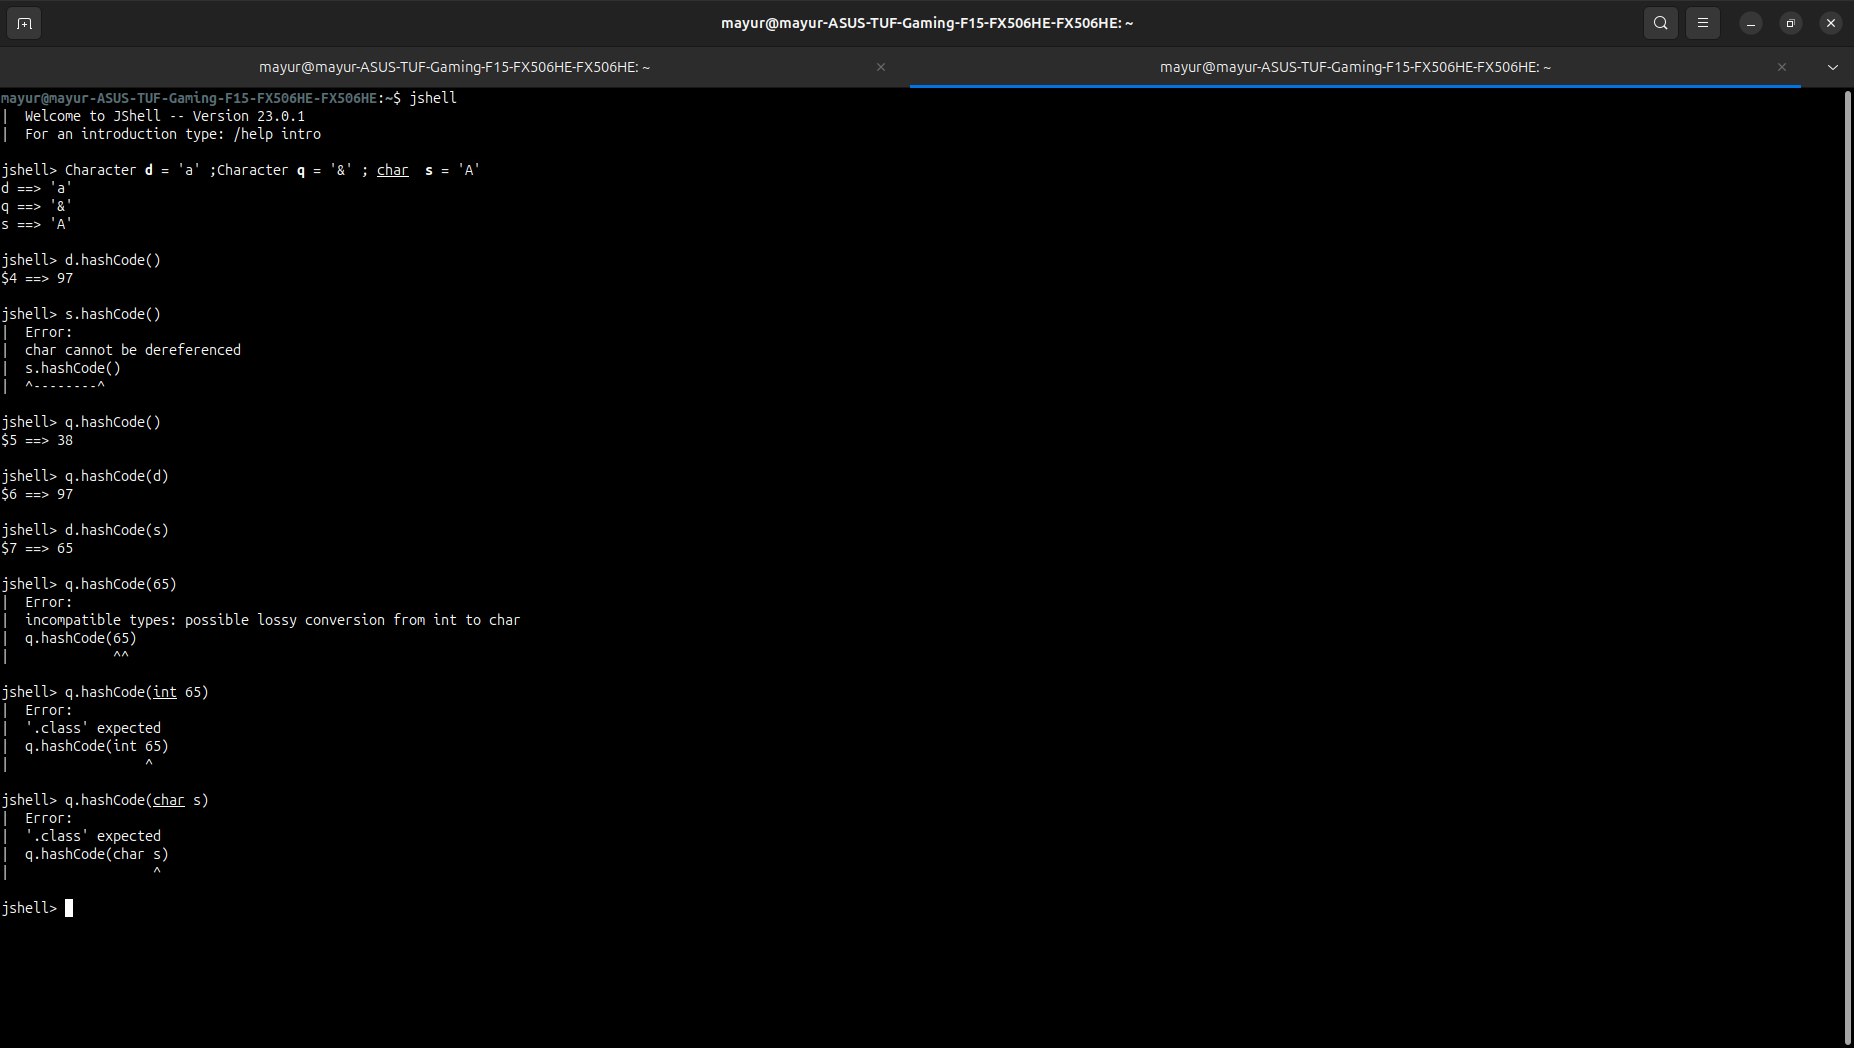 mayur@mayur-ASUS-TUF-Gaming-F15-FX506HE-FX506HE: ~
mayur@mayur-ASUS-TUF-Gaming-F15-FX506HE-FX506HE: ~
mayur@mayur-ASUS-TUF-Gaming-F15-FX506HE-FX506HE: ~
mayur@mayur-ASUS-TUF-Gaming-F15-FX506HE-FX506HE:~$ jshell
|  Welcome to JShell -- Version 23.0.1
|  For an introduction type: /help intro
jshell> Character d = 'a' ;Character q = '&' ; char  s = 'A'
d ==> 'a'
q ==> '&'
s ==> 'A'
jshell> d.hashCode()
$4 ==> 97
jshell> s.hashCode()
|  Error:
|  char cannot be dereferenced
|  s.hashCode()
|  ^--------^
jshell> q.hashCode()
$5 ==> 38
jshell> q.hashCode(d)
$6 ==> 97
jshell> d.hashCode(s)
$7 ==> 65
jshell> q.hashCode(65)
|  Error:
|  incompatible types: possible lossy conversion from int to char
|  q.hashCode(65)
|             ^^
jshell> q.hashCode(int 65)
|  Error:
|  '.class' expected
|  q.hashCode(int 65)
|                 ^
jshell> q.hashCode(char s)
|  Error:
|  '.class' expected
|  q.hashCode(char s)
|                  ^
jshell>